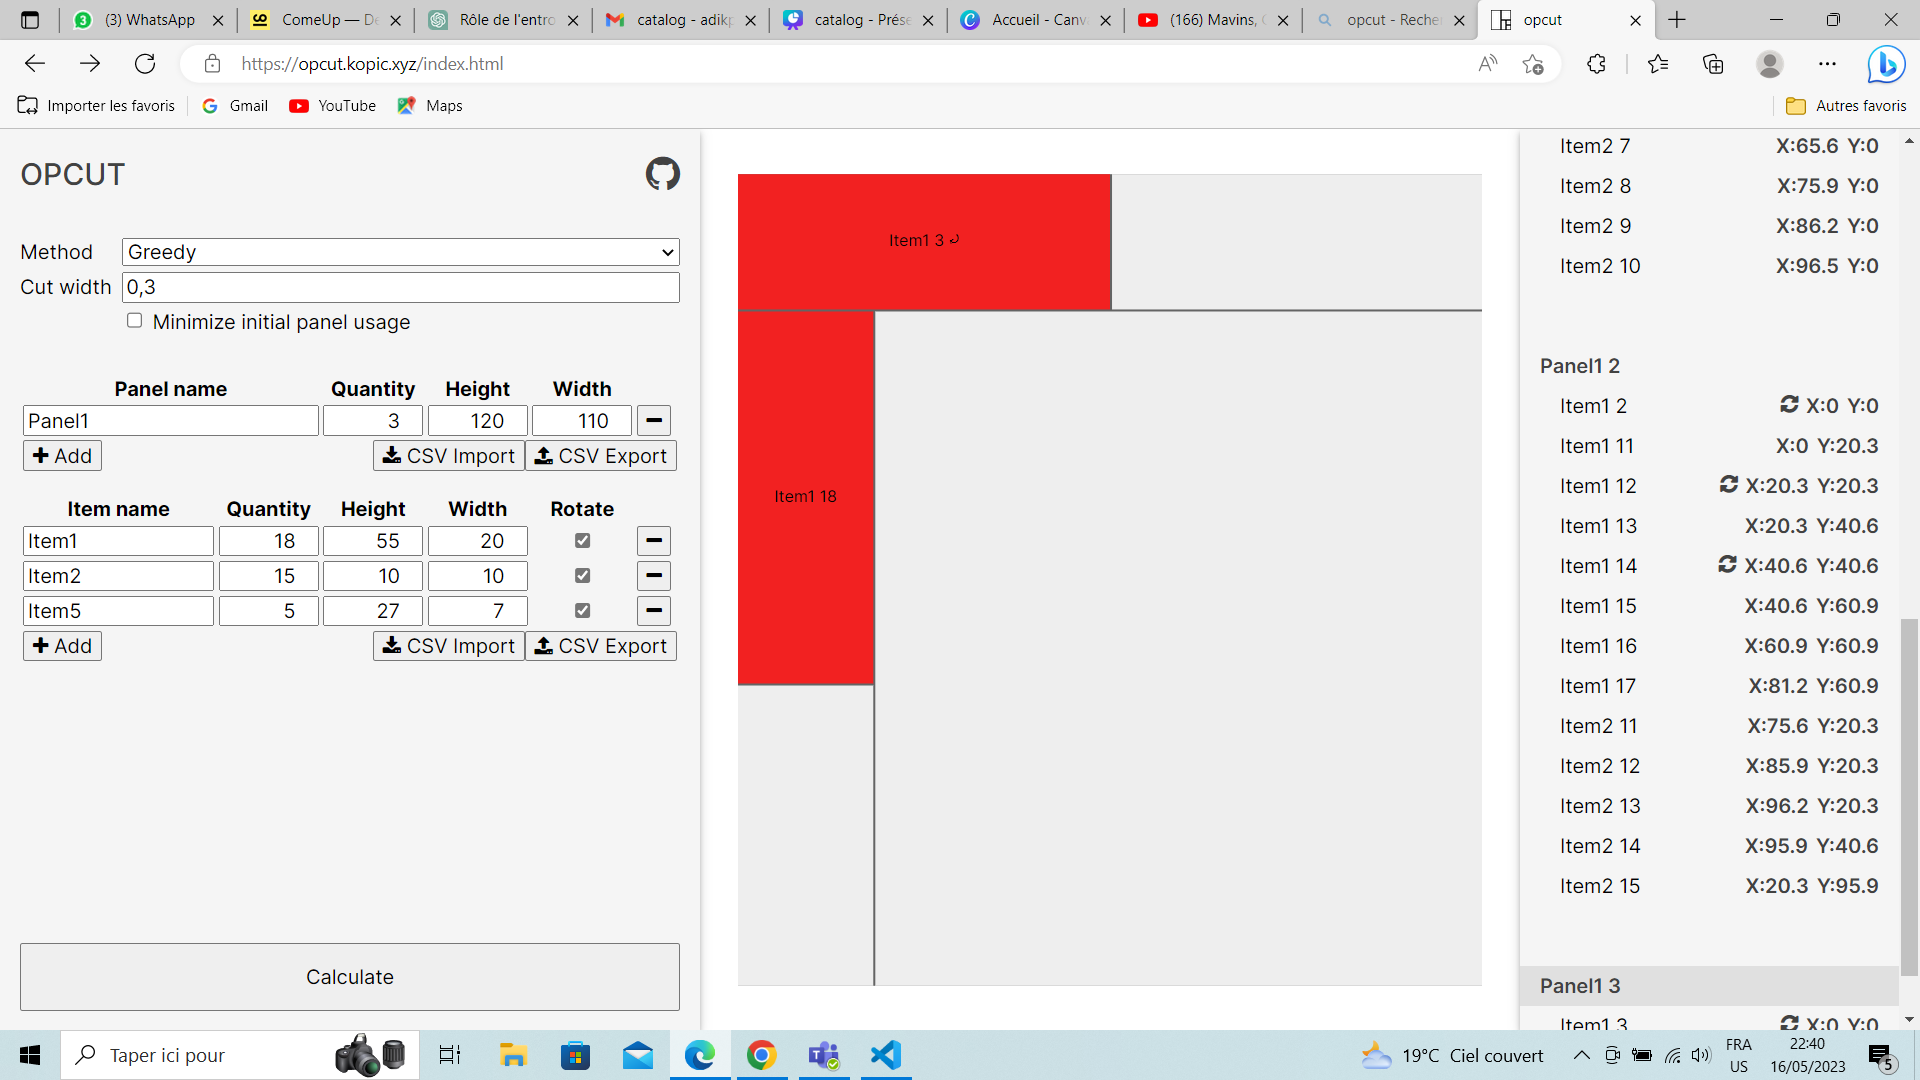 (3) WhatsApp
ComeUp — De
Rôle de l'entro
catalog - adikp
catalog - Prése
Accueil - Canv
(166) Mavins, C
opcut - Recher
opcut
https://opcut.kopic.xyz/index.html
Importer les favoris
Gmail
YouTube
Maps
Autres favoris
OPCUT
Method
Greedy
Cut width
0,3
Minimize initial panel usage
Panel name Quantity Height Width
Panel1 3 120 110
Add CSV Import CSV Export
Item name Quantity Height Width Rotate
Item1 18 55 20
Item2 15 10 10
Item5 5 27 7
Add CSV Import CSV Export
Calculate
Item1 3
Item1 18
Item2 7 X:65.6 Y:0
Item2 8 X:75.9 Y:0
Item2 9 X:86.2 Y:0
Item2 10 X:96.5 Y:0
Panel1 2
Item1 2 X:0 Y:0
Item1 11 X:0 Y:20.3
Item1 12 X:20.3 Y:20.3
Item1 13 X:20.3 Y:40.6
Item1 14 X:40.6 Y:40.6
Item1 15 X:40.6 Y:60.9
Item1 16 X:60.9 Y:60.9
Item1 17 X:81.2 Y:60.9
Item2 11 X:75.6 Y:20.3
Item2 12 X:85.9 Y:20.3
Item2 13 X:96.2 Y:20.3
Item2 14 X:95.9 Y:40.6
Item2 15 X:20.3 Y:95.9
Panel1 3
Item1 3 X:0 Y:0
Taper ici pour
19°C Ciel couvert
FRA
US
22:40
16/05/2023
5